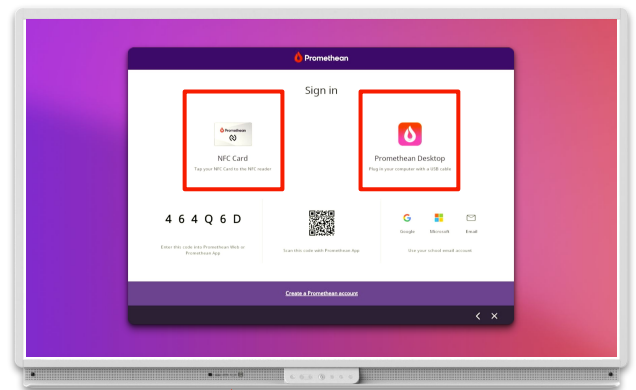 Promethean
Sign in
Promethean
NFC Card
Tap your NFC Card to the NFC reader
Promethean Desktop
Plug in your computer with a USB cable
4 6 4 Q 6 D
Enter this code into Promethean Web or
Promethean App
Scan this code with Promethean App
Google
Microsoft
Email
Use your school email account
Create a Promethean account